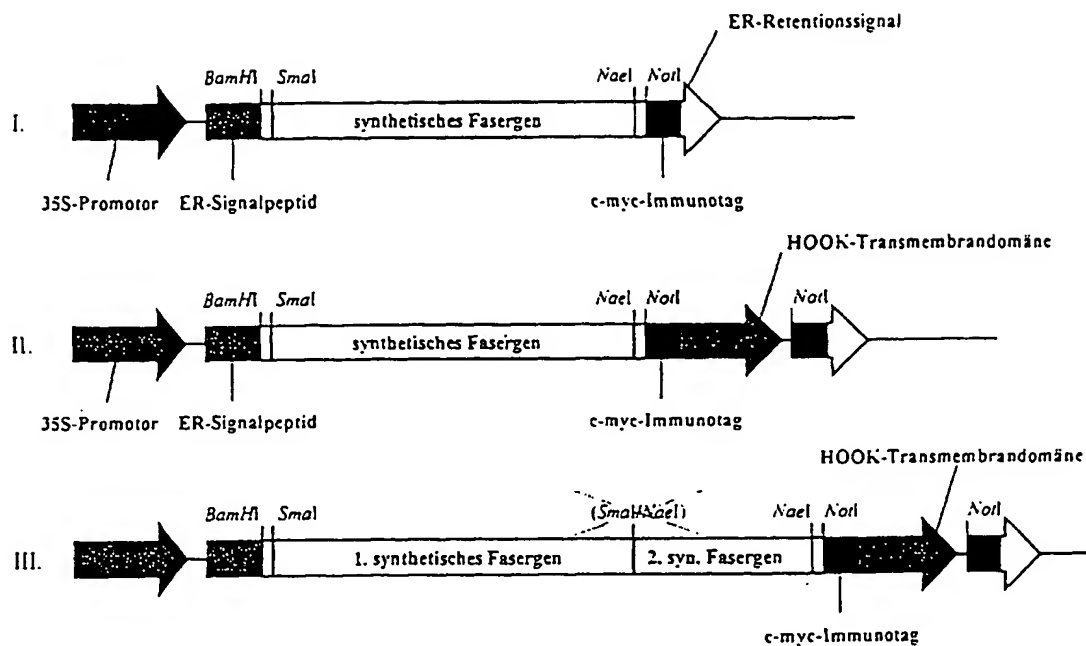 ER-Retentionssignal
BamHI SmaI NaeI NotI
I. synthetisches Fasergen
35S-Promotor ER-Signalpeptid c-myc-Immunotag
HOOK-Transmembrandomäne
BamHI SmaI NaeI NotI NotI
II. synthetisches Fasergen
35S-Promotor ER-Signalpeptid c-myc-Immunotag
HOOK-Transmembrandomäne
BamHI SmaI (SmaI/NaeI) NaeI NotI NotI
III. 1. synthetisches Fasergen 2. syn. Fasergen
c-myc-Immunotag